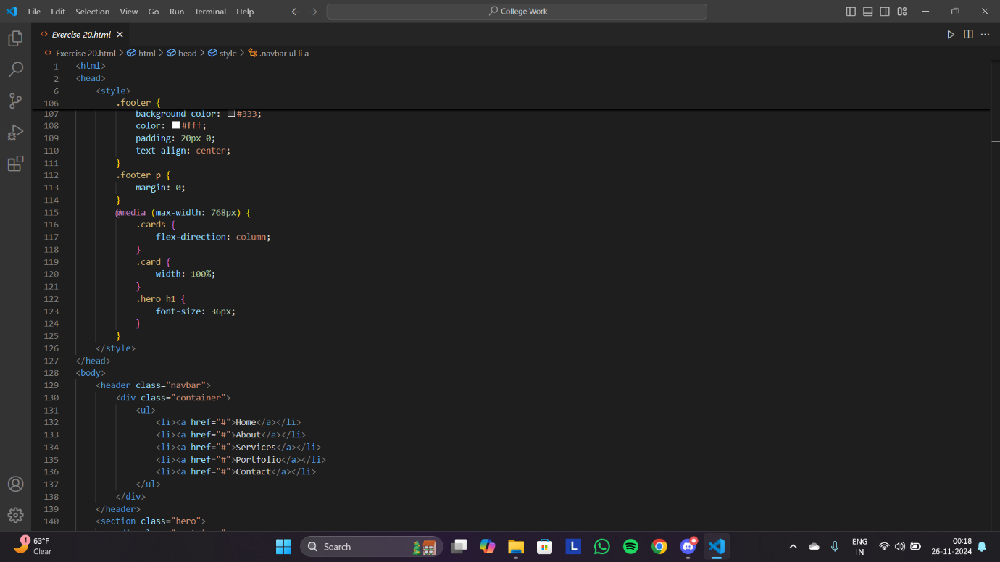 File Edit Selection View Go Run Terminal Help
College Work
Exercise 20.html
Exercise 20.html > html > head > style > .navbar ul li a
1 <html>
2 <head>
6 <style>
106 .footer {
107 background-color: #333;
108 color: #fff;
109 padding: 20px 0;
110 text-align: center;
111 }
112 .footer p {
113 margin: 0;
114 }
115 @media (max-width: 768px) {
116 .cards {
117 flex-direction: column;
118 }
119 .card {
120 width: 100%;
121 }
122 .hero h1 {
123 font-size: 36px;
124 }
125 }
126 </style>
127 </head>
128 <body>
129 <header class="navbar">
130 <div class="container">
131 <ul>
132 <li><a href="#">Home</a></li>
133 <li><a href="#">About</a></li>
134 <li><a href="#">Services</a></li>
135 <li><a href="#">Portfolio</a></li>
136 <li><a href="#">Contact</a></li>
137 </ul>
138 </div>
139 </header>
140 <section class="hero">
1
63°F
Clear
Search
L
ENG
IN
00:18
26-11-2024